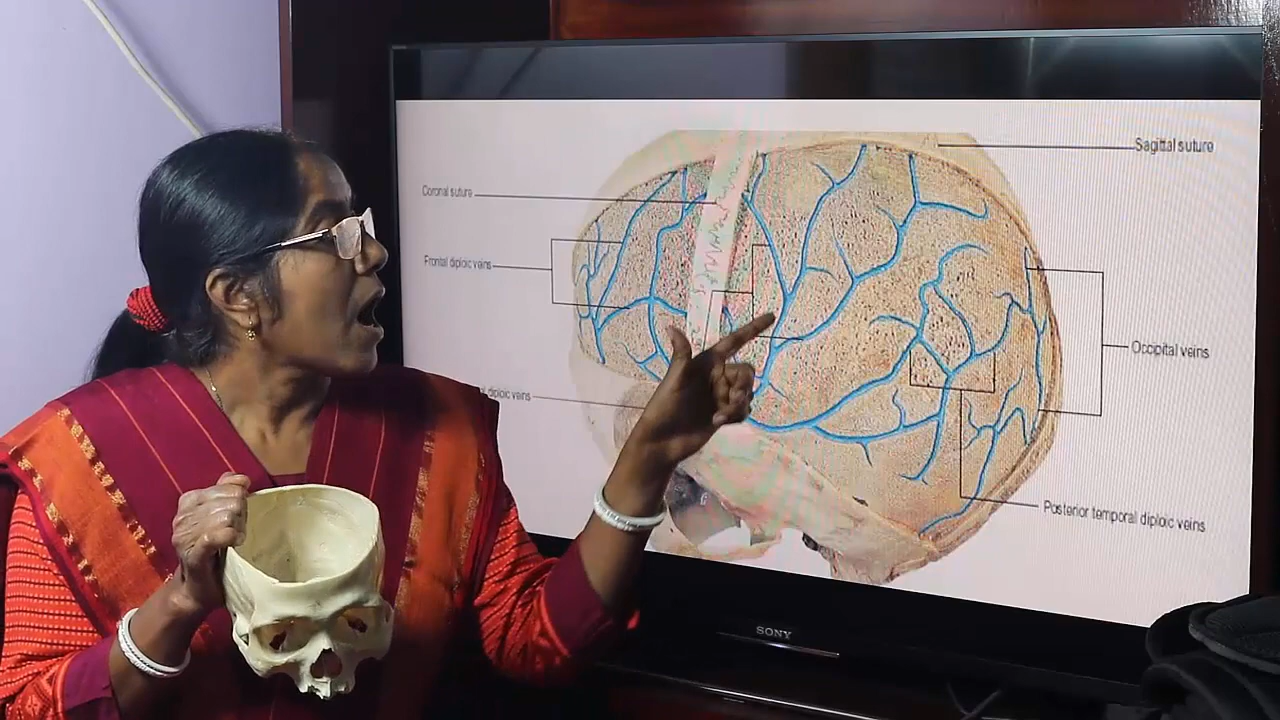 Sagittal suture
Coronal suture
Frontal diploic veins
Occipital veins
diploic veins
Posterior temporal diploic veins
SONY